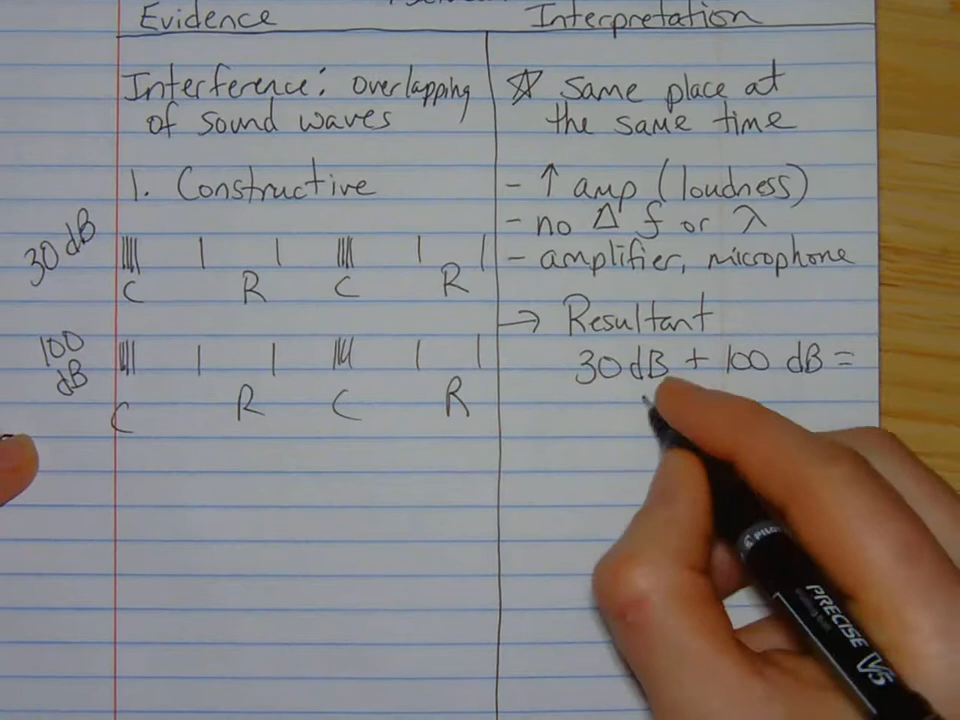 Evidence
Interpretation
Interference: overlapping
of sound waves
☆ same place at
the same time
1. Constructive
- ↑ amp (loudness)
- no Δ f or λ
- amplifier, microphone
30 dB
C R C R
→ Resultant
30 dB + 100 dB =
100
dB
C R C R
PILOT
PRECISE V5